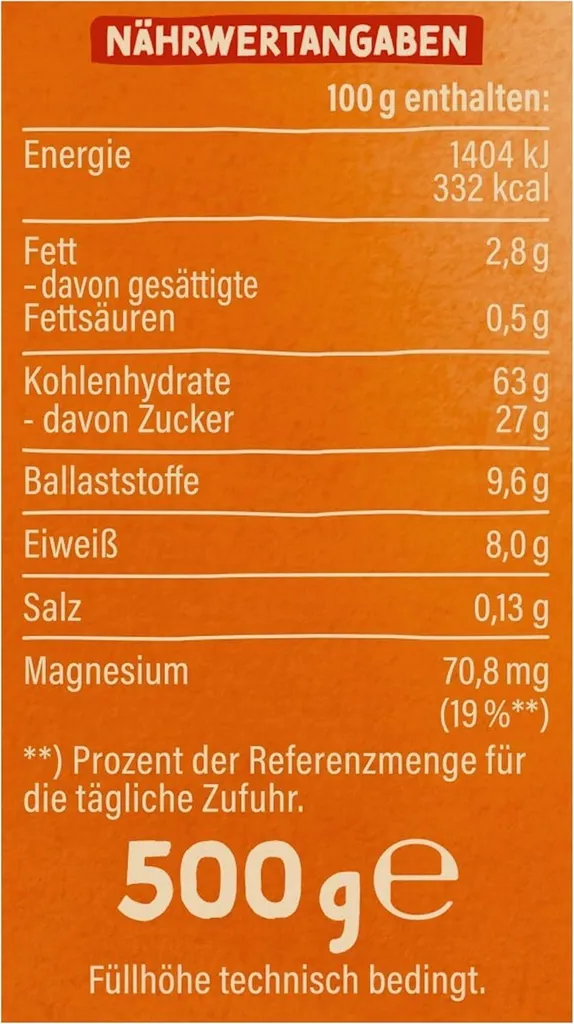 NÄHRWERTANGABEN
100 g enthalten:
Energie 1404 kJ
332 kcal
Fett 2,8 g
- davon gesättigte
Fettsäuren 0,5 g
Kohlenhydrate 63 g
- davon Zucker 27 g
Ballaststoffe 9,6 g
Eiweiß 8,0 g
Salz 0,13 g
Magnesium 70,8 mg
(19 %**)
**) Prozent der Referenzmenge für
die tägliche Zufuhr.
500 g ℮
Füllhöhe technisch bedingt.